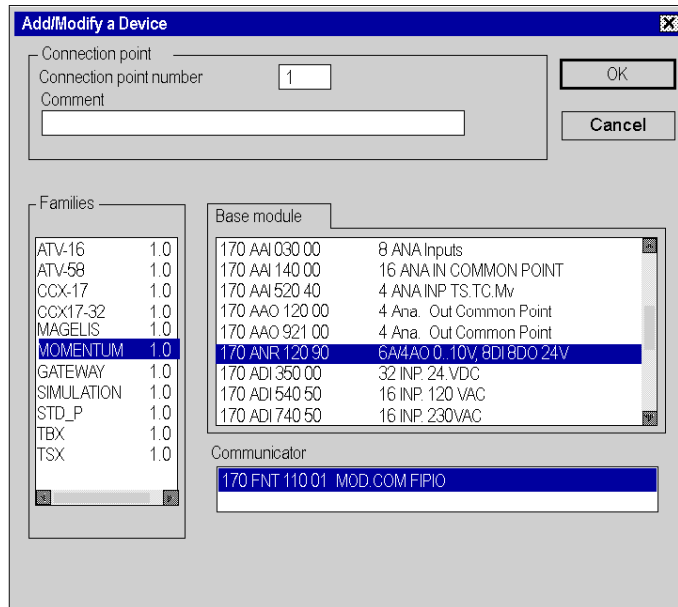 Add/Modify a Device
Connection point
Connection point number 1
Comment
OK
Cancel
Families
ATV-16 1.0
ATV-58 1.0
CCX-17 1.0
CCX17-32 1.0
MAGELIS 1.0
MOMENTUM 1.0
GATEWAY 1.0
SIMULATION 1.0
STD_P 1.0
TBX 1.0
TSX 1.0
Base module
170 AAI 030 00 8 ANA Inputs
170 AAI 140 00 16 ANA IN COMMON POINT
170 AAI 520 40 4 ANA INP TS.TC.Mv
170 AAO 120 00 4 Ana. Out Common Point
170 AAO 921 00 4 Ana. Out Common Point
170 ANR 120 90 6A/4AO 0..10V, 8DI 8DO 24V
170 ADI 350 00 32 INP. 24.VDC
170 ADI 540 50 16 INP. 120 VAC
170 ADI 740 50 16 INP. 230VAC
Communicator
170 FNT 110 01 MOD.COM FIPIO